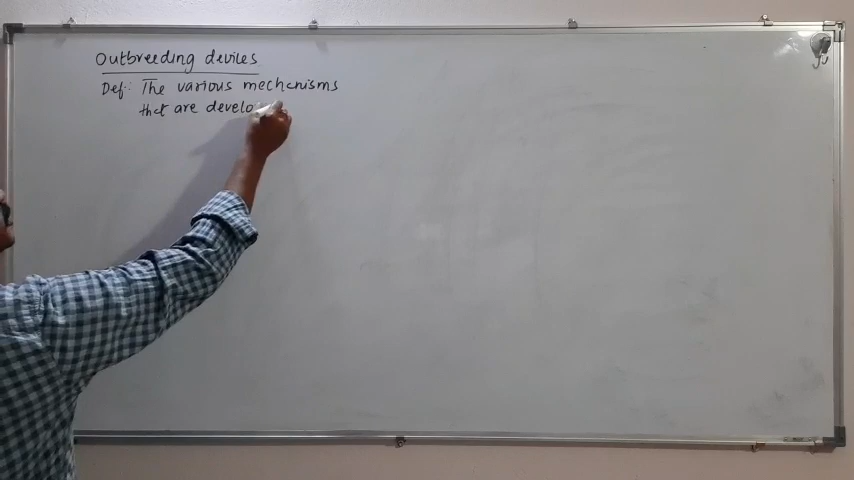 Outbreeding devices
Def:- The various mechanisms
that are develo